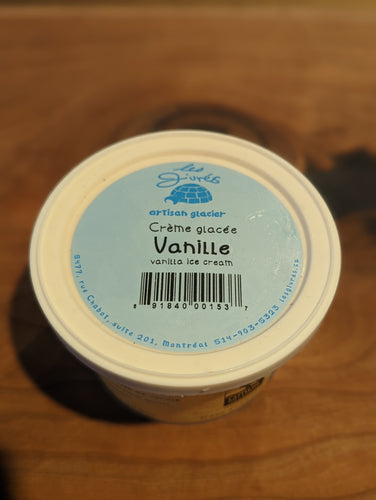 les
Givrés
artisan glacier
Crème glacée
Vanille
vanilla ice cream
8 91840 00153 7
8477, rue Chabot, suite 201, Montréal 514-903-5323 lesgivres.ca